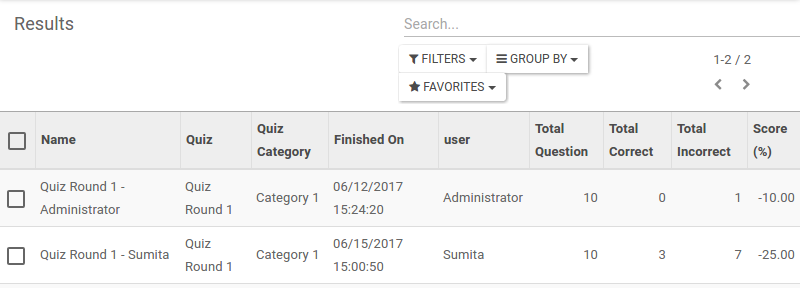 Results
Search...
FILTERS GROUP BY
1-2 / 2
FAVORITES
Name Quiz Quiz Category Finished On user Total Question Total Correct Total Incorrect Score (%)
Quiz Round 1 - Administrator Quiz Round 1 Category 1 06/12/2017 15:24:20 Administrator 10 0 1 -10.00
Quiz Round 1 - Sumita Quiz Round 1 Category 1 06/15/2017 15:00:50 Sumita 10 3 7 -25.00